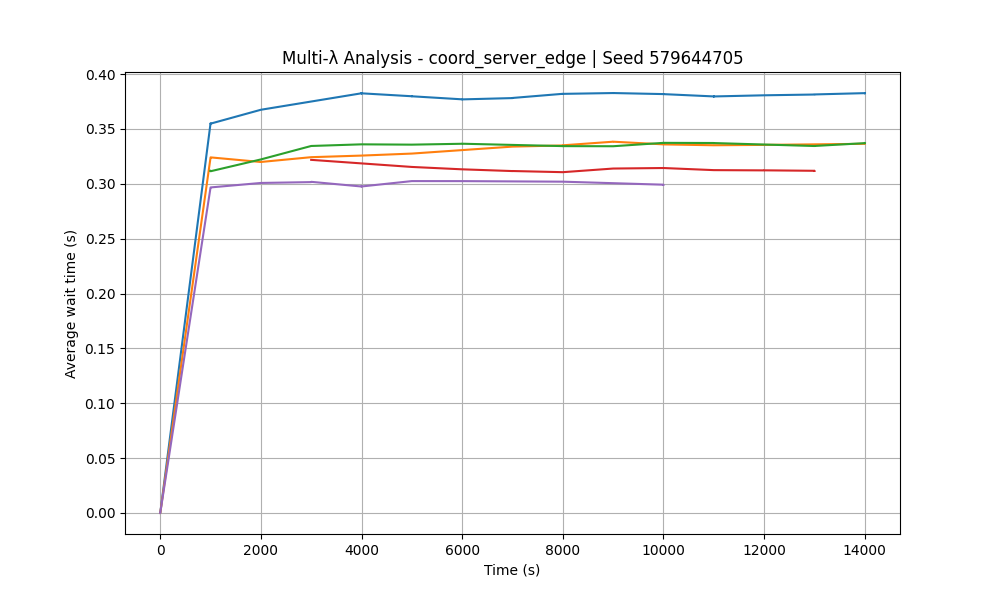 Multi-λ Analysis - coord_server_edge | Seed 579644705
0.40
0.35
0.30
0.25
0.20
0.15
0.10
0.05
0.00
Average wait time (s)
0 2000 4000 6000 8000 10000 12000 14000
Time (s)